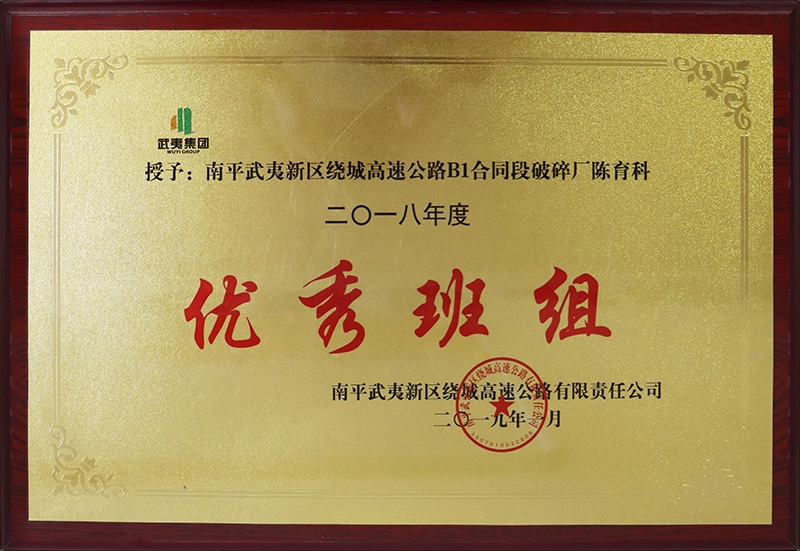 武夷集团
WUYI GROUP
授予：南平武夷新区绕城高速公路B1合同段破碎厂陈育科
二〇一八年度
优秀班组
南平武夷新区绕城高速公路有限责任公司
二〇一九年一月